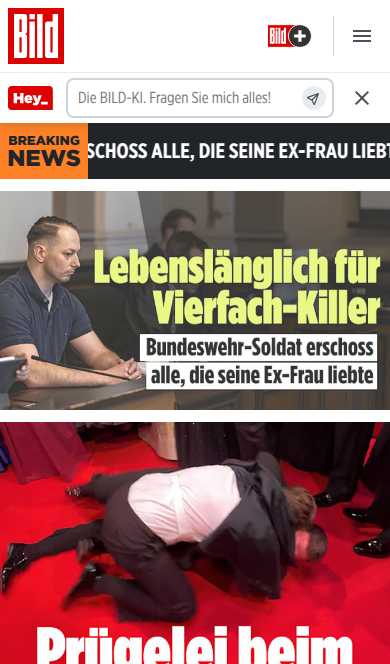 Bild
Bild
Hey_
Die BILD-KI. Fragen Sie mich alles!
BREAKING
NEWS
SCHOSS ALLE, DIE SEINE EX-FRAU LIEBT
Lebenslänglich für
Vierfach-Killer
Bundeswehr-Soldat erschoss
alle, die seine Ex-Frau liebte
Prügelei beim